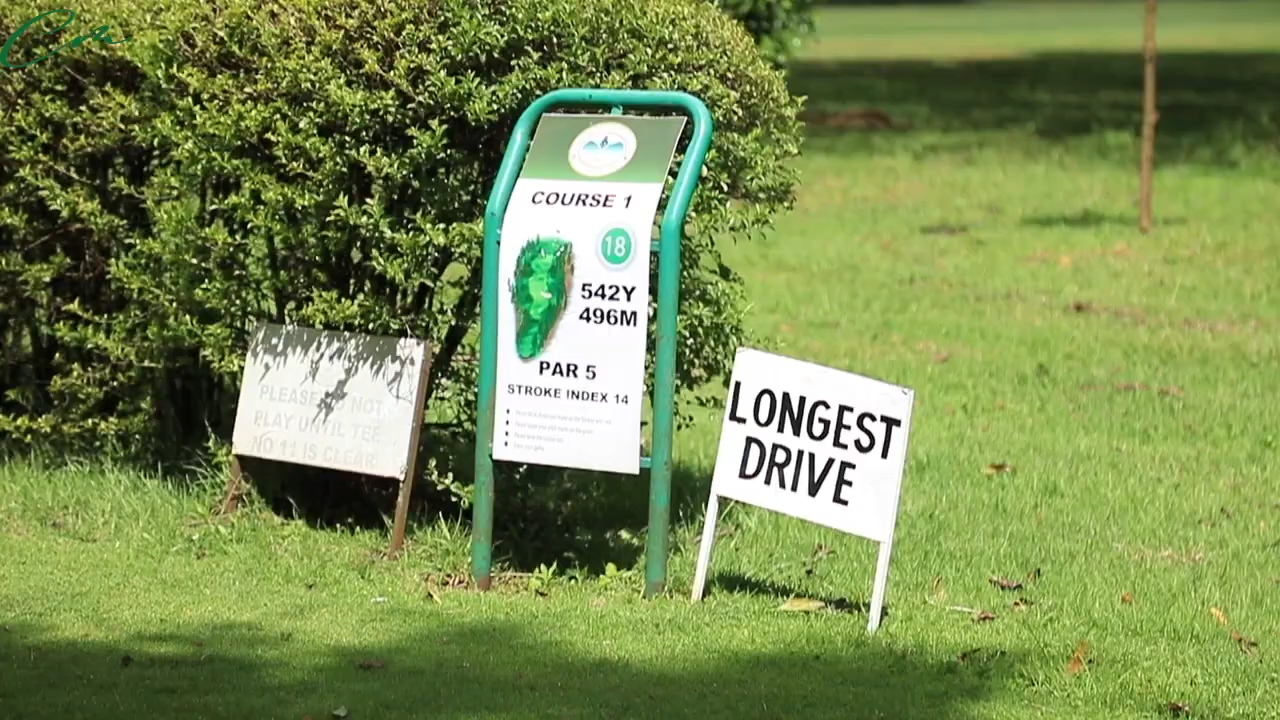 PLEASE DO NOT
PLAY UNTIL TEE
NO 11 IS CLEAR
COURSE 1
18
542Y
496M
PAR 5
STROKE INDEX 14
LONGEST
DRIVE